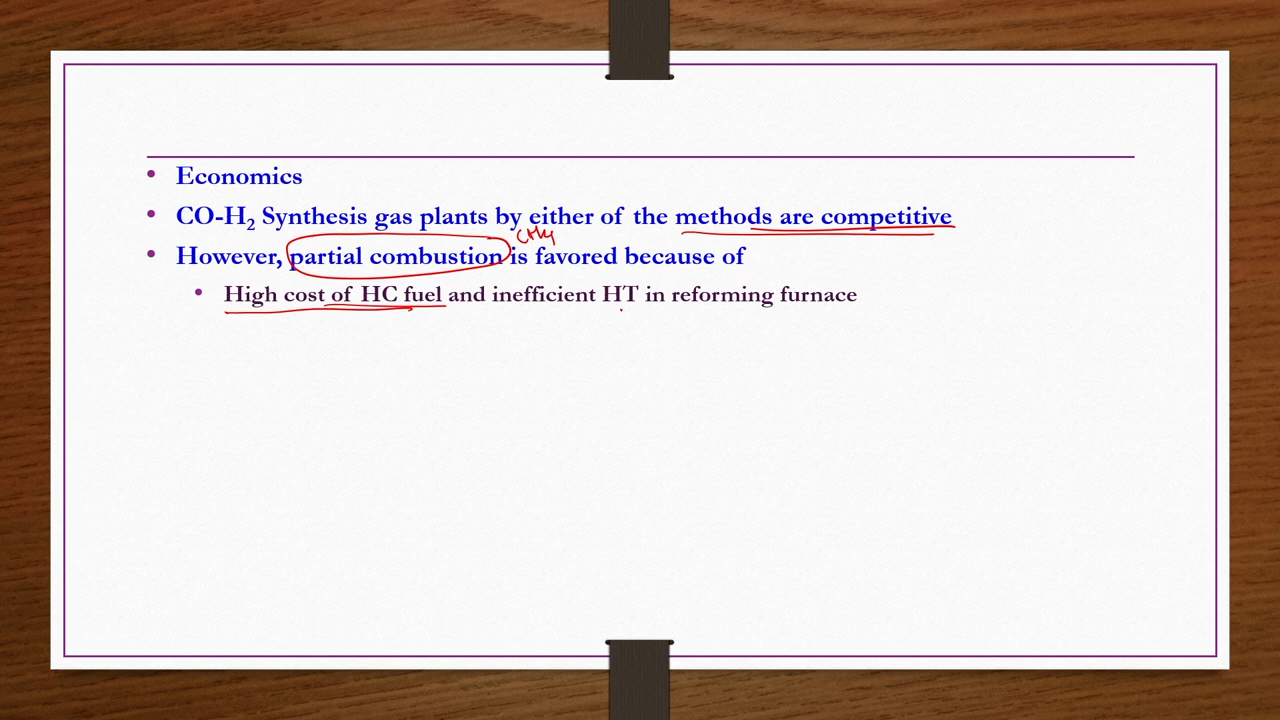 • Economics
• CO-H₂ Synthesis gas plants by either of the methods are competitive
CH4
• However, partial combustion is favored because of
• High cost of HC fuel and inefficient HT in reforming furnace